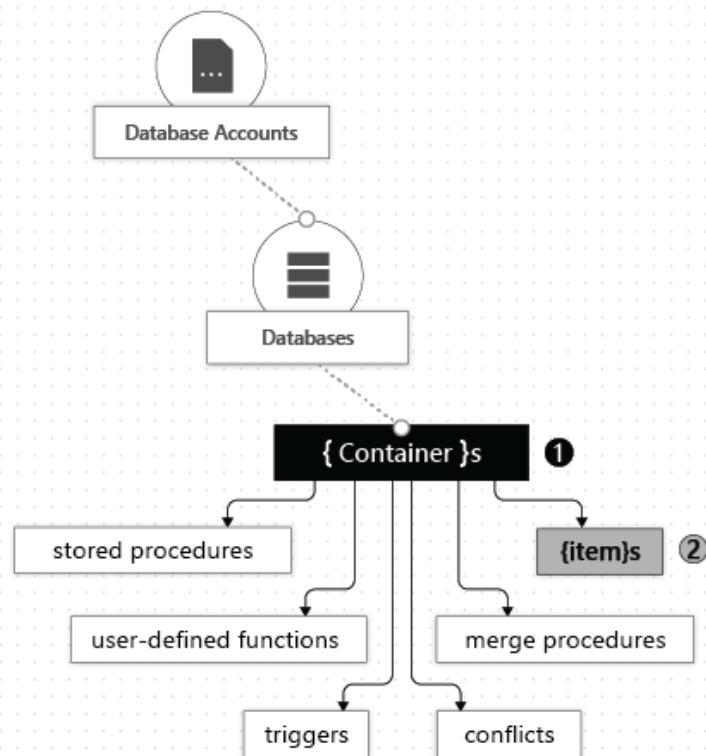 ...
Database Accounts
Databases
{ Container }s
1
stored procedures
{item}s
2
user-defined functions
merge procedures
triggers
conflicts